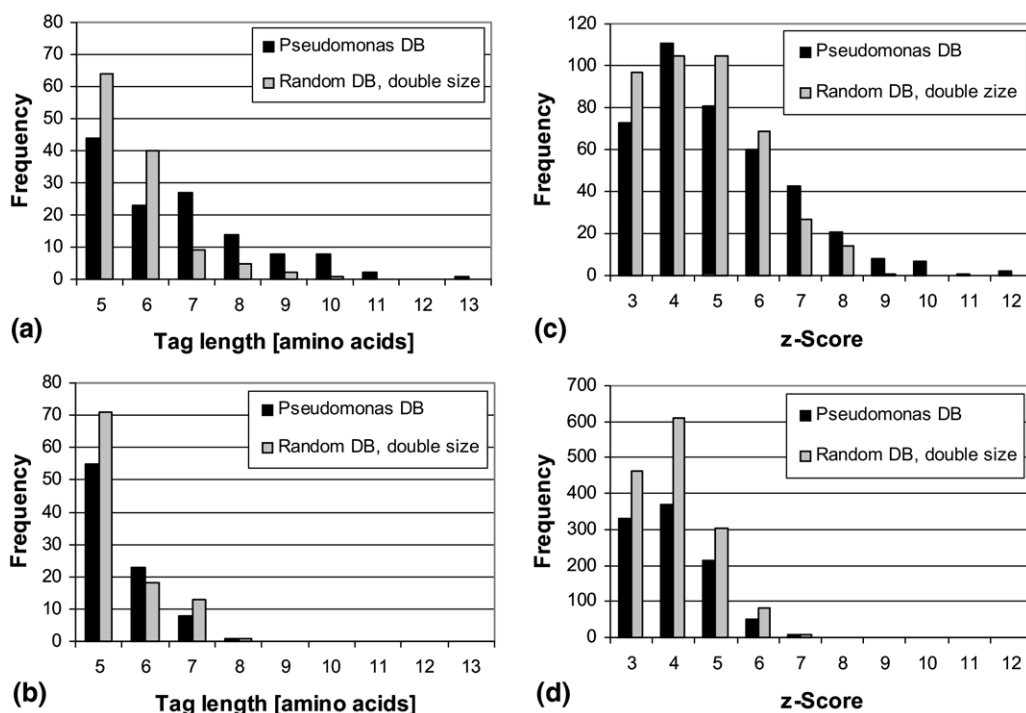 80
70
60
50
40
30
20
10
0
Frequency
Pseudomonas DB
Random DB, double size
5 6 7 8 9 10 11 12 13
(a) Tag length [amino acids]
120
100
80
60
40
20
0
Frequency
Pseudomonas DB
Random DB, double zize
3 4 5 6 7 8 9 10 11 12
(c) z-Score
80
70
60
50
40
30
20
10
0
Frequency
Pseudomonas DB
Random DB, double size
5 6 7 8 9 10 11 12 13
(b) Tag length [amino acids]
700
600
500
400
300
200
100
0
Frequency
Pseudomonas DB
Random DB, double size
3 4 5 6 7 8 9 10 11 12
(d) z-Score